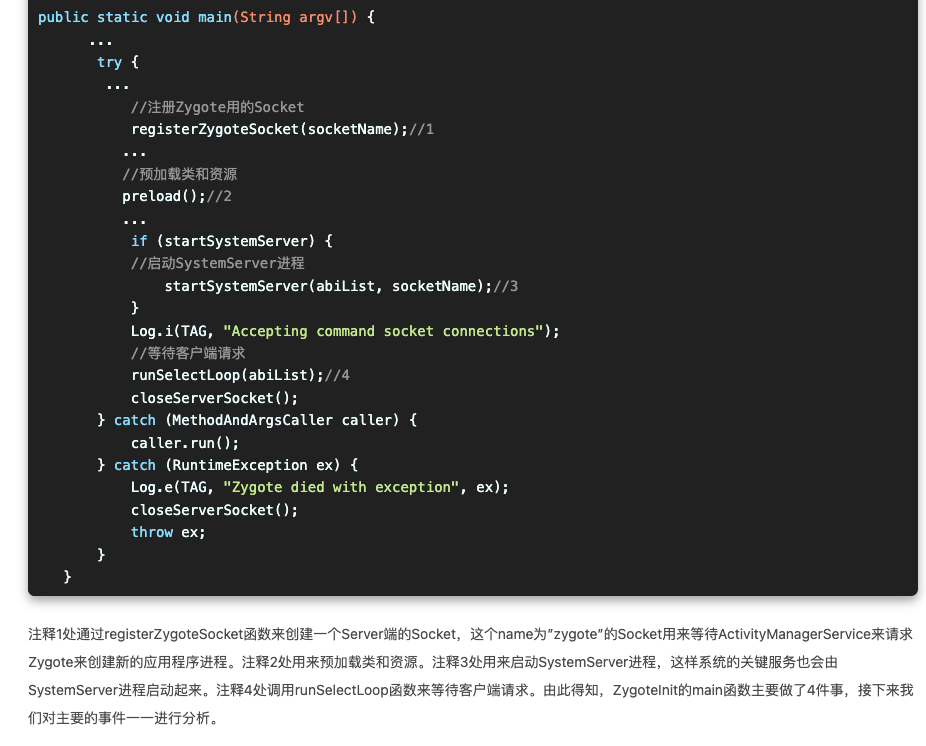 public static void main(String argv[]) {
...
try {
...
//注册Zygote用的Socket
registerZygoteSocket(socketName);//1
...
//预加载类和资源
preload();//2
...
if (startSystemServer) {
//启动SystemServer进程
startSystemServer(abiList, socketName);//3
}
Log.i(TAG, "Accepting command socket connections");
//等待客户端请求
runSelectLoop(abiList);//4
closeServerSocket();
} catch (MethodAndArgsCaller caller) {
caller.run();
} catch (RuntimeException ex) {
Log.e(TAG, "Zygote died with exception", ex);
closeServerSocket();
throw ex;
}
}
注释1处通过registerZygoteSocket函数来创建一个Server端的Socket，这个name为”zygote”的Socket用来等待ActivityManagerService来请求
Zygote来创建新的应用程序进程。注释2处用来预加载类和资源。注释3处用来启动SystemServer进程，这样系统的关键服务也会由
SystemServer进程启动起来。注释4处调用runSelectLoop函数来等待客户端请求。由此得知，ZygoteInit的main函数主要做了4件事，接下来我
们对主要的事件一一进行分析。